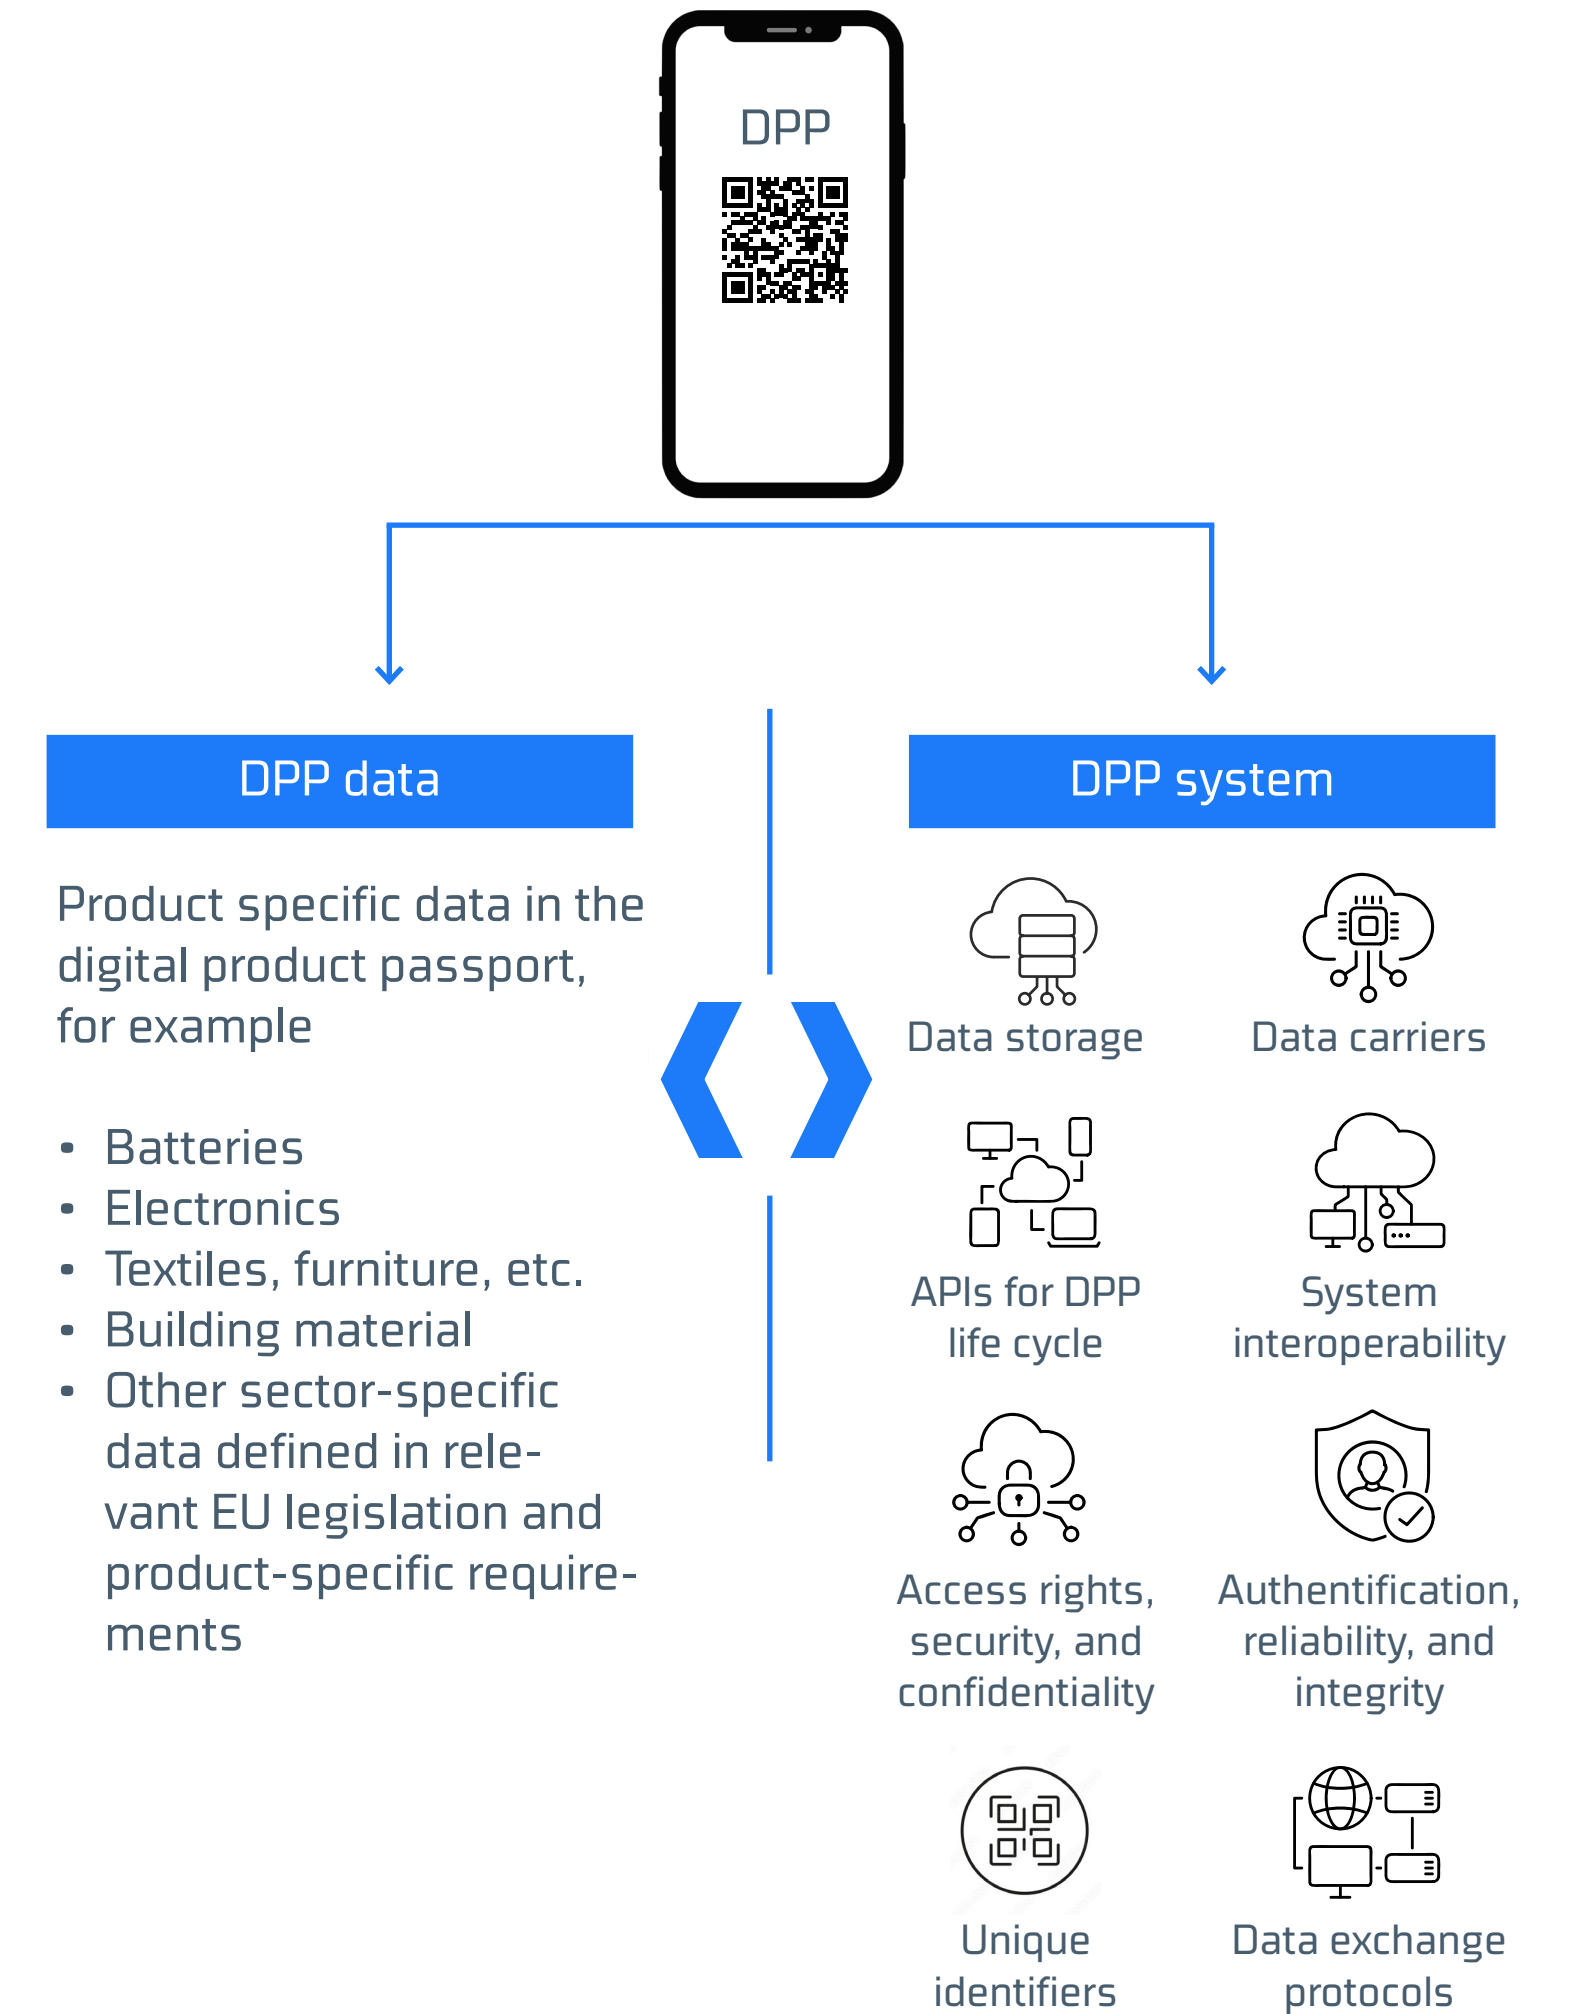 DPP
DPP data
Product specific data in the
digital product passport,
for example
• Batteries
• Electronics
• Textiles, furniture, etc.
• Building material
• Other sector-specific
data defined in rele-
vant EU legislation and
product-specific require-
ments
DPP system
Data storage
Data carriers
APIs for DPP
life cycle
System
interoperability
Access rights,
security, and
confidentiality
Authentification,
reliability, and
integrity
Unique
identifiers
Data exchange
protocols